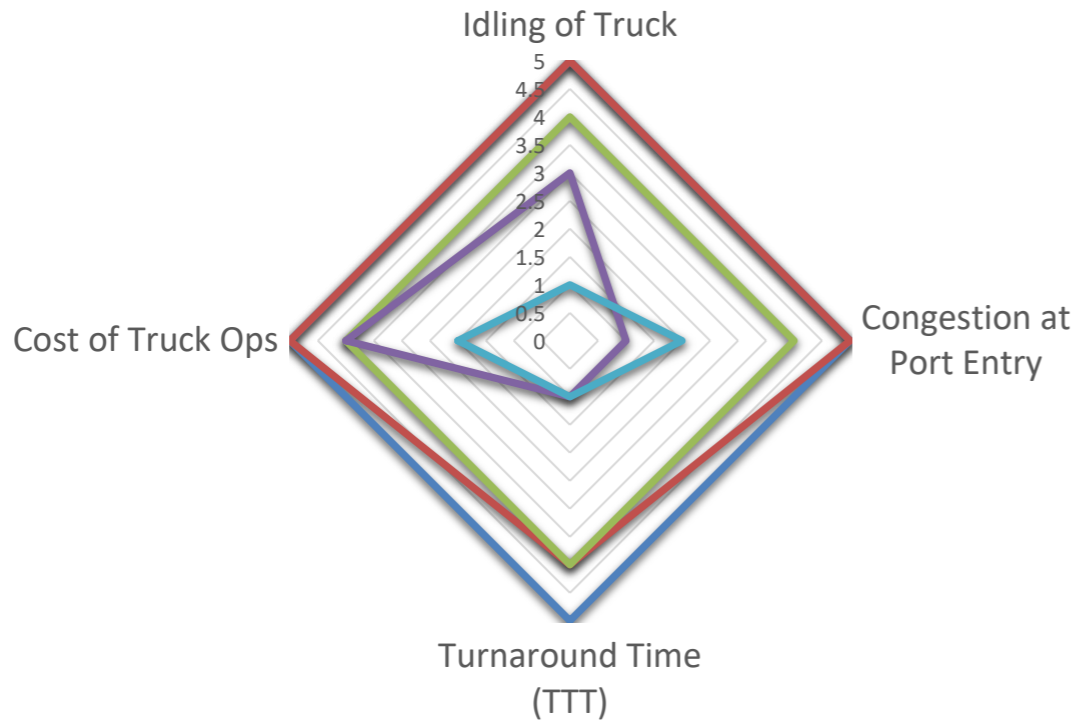 Idling of Truck
5
4.5
4
3.5
3
2.5
2
1.5
1
0.5
0
Cost of Truck Ops
Congestion at
Port Entry
Turnaround Time
(TTT)